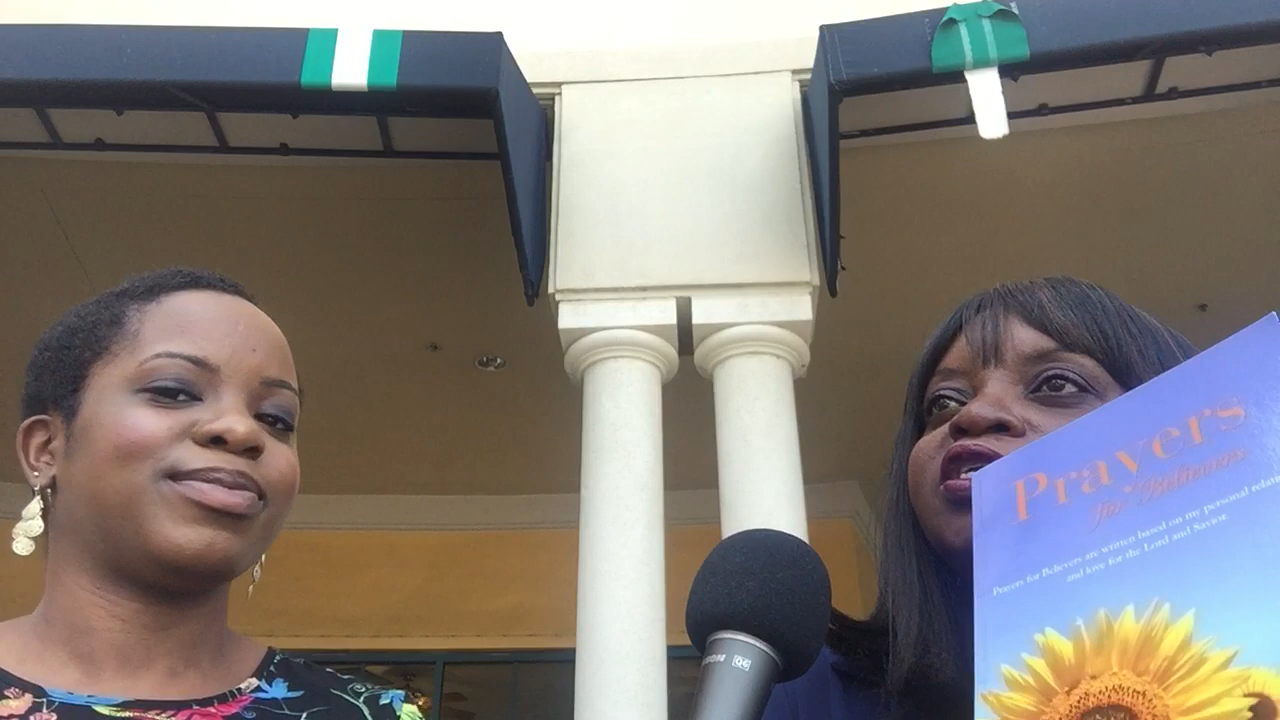 Prayers
for Believers
Prayers for Believers are written based on my personal
and love for the Lord and Savior.
Q6